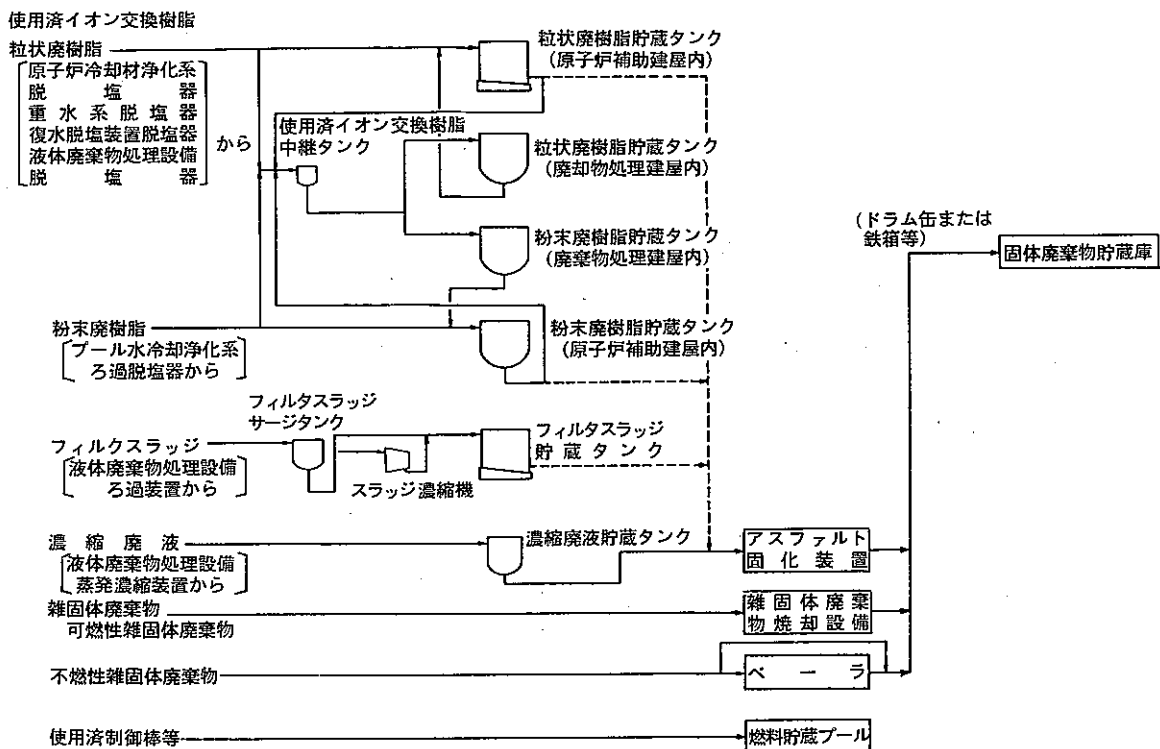 使用済イオン交換樹脂
粒状廃樹脂
原子炉冷却材浄化系
脱塩器
重水系脱塩器
復水脱塩装置脱塩器
液体廃棄物処理設備
脱塩器
から
粒状廃樹脂貯蔵タンク
(原子炉補助建屋内)
使用済イオン交換樹脂
中継タンク
粒状廃樹脂貯蔵タンク
(廃却物処理建屋内)
粉末廃樹脂貯蔵タンク
(廃棄物処理建屋内)
(ドラム缶または
鉄箱等)
固体廃棄物貯蔵庫
粉末廃樹脂
プール水冷却浄化系
ろ過脱塩器から
粉末廃樹脂貯蔵タンク
(原子炉補助建屋内)
フィルタスラッジ
サージタンク
フィルクスラッジ
液体廃棄物処理設備
ろ過装置から
スラッジ濃縮機
フィルタスラッジ
貯蔵タンク
濃縮廃液
液体廃棄物処理設備
蒸発濃縮装置から
濃縮廃液貯蔵タンク
アスファルト
固化装置
雑固体廃棄物
可燃性雑固体廃棄物
雑固体廃棄
物焼却設備
不燃性雑固体廃棄物
ベーラ
使用済制御棒等
燃料貯蔵プール